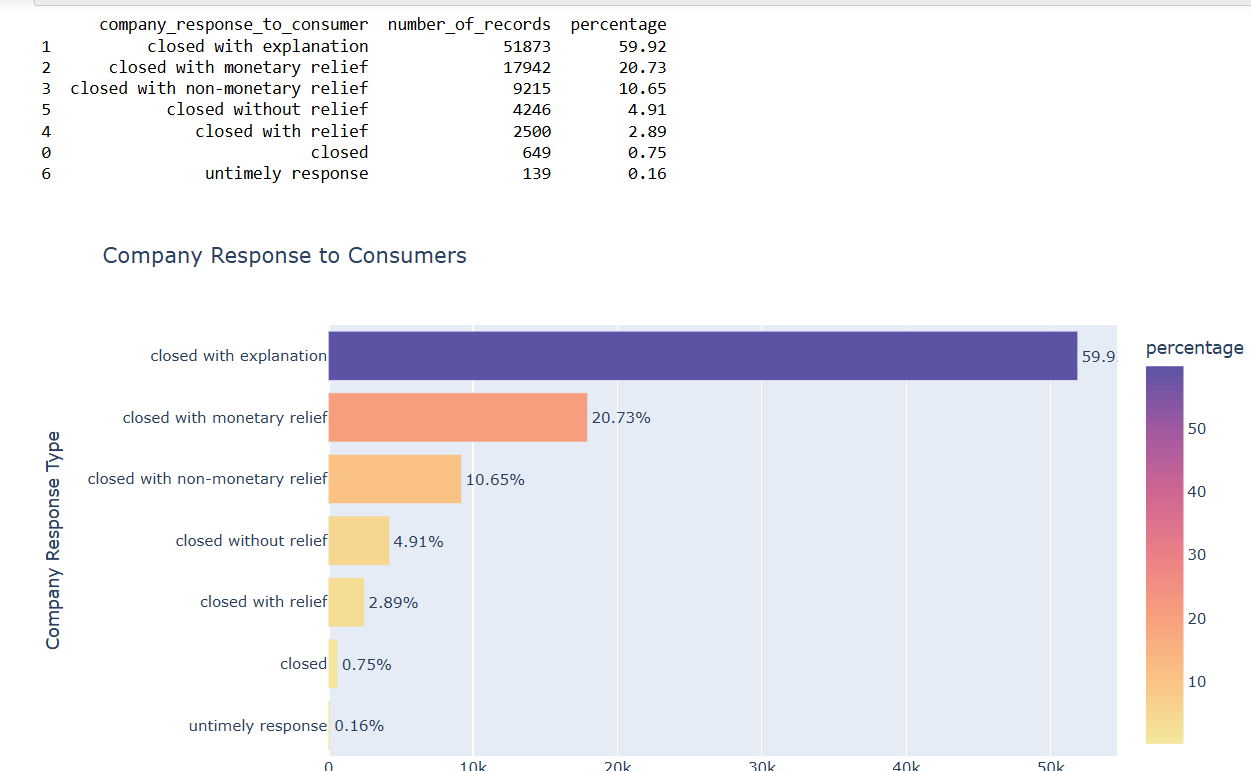 company_response_to_consumer number_of_records percentage
1 closed with explanation 51873 59.92
2 closed with monetary relief 17942 20.73
3 closed with non-monetary relief 9215 10.65
5 closed without relief 4246 4.91
4 closed with relief 2500 2.89
0 closed 649 0.75
6 untimely response 139 0.16
Company Response to Consumers
percentage
closed with explanation 59.9
closed with monetary relief 20.73%
closed with non-monetary relief 10.65%
closed without relief 4.91%
closed with relief 2.89%
closed 0.75%
untimely response 0.16%
Company Response Type
0 10k 20k 30k 40k 50k
50
40
30
20
10